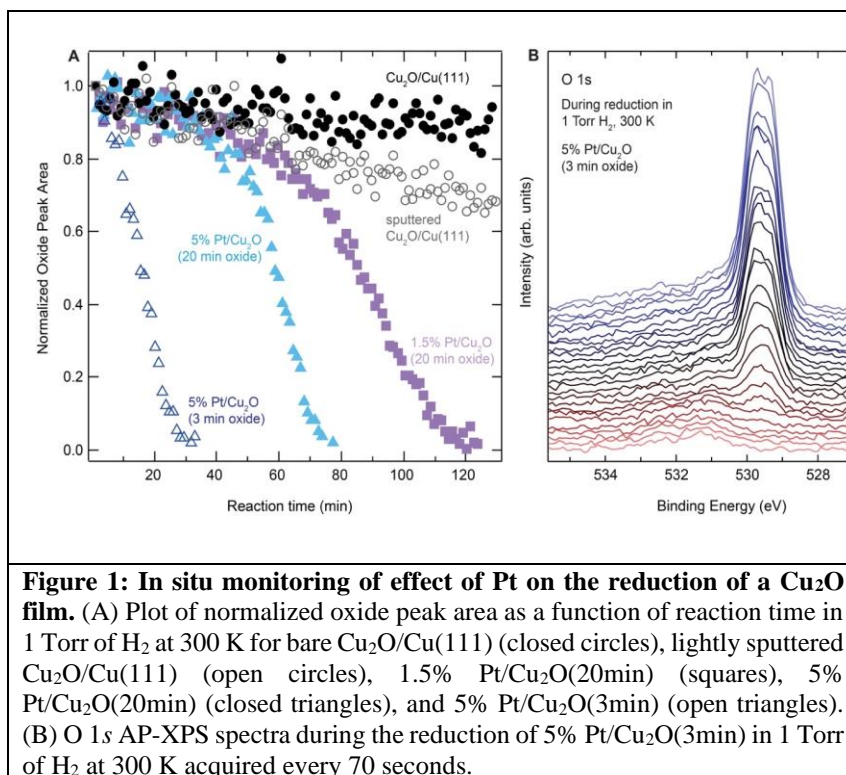 A
Normalized Oxide Peak Area
1.0
0.8
0.6
0.4
0.2
0.0
Cu₂O/Cu(111)
sputtered
Cu₂O/Cu(111)
5% Pt/Cu₂O
(20 min oxide)
1.5% Pt/Cu₂O
(20 min oxide)
5% Pt/Cu₂O
(3 min oxide)
20
40
60
80
100
120
Reaction time (min)
B
Intensity (arb. units)
O 1s
During reduction in
1 Torr H₂, 300 K
5% Pt/Cu₂O
(3 min oxide)
534
532
530
528
Binding Energy (eV)
Figure 1: In situ monitoring of effect of Pt on the reduction of a Cu₂O
film. (A) Plot of normalized oxide peak area as a function of reaction time in
1 Torr of H₂ at 300 K for bare Cu₂O/Cu(111) (closed circles), lightly sputtered
Cu₂O/Cu(111) (open circles), 1.5% Pt/Cu₂O(20min) (squares), 5%
Pt/Cu₂O(20min) (closed triangles), and 5% Pt/Cu₂O(3min) (open triangles).
(B) O 1s AP-XPS spectra during the reduction of 5% Pt/Cu₂O(3min) in 1 Torr
of H₂ at 300 K acquired every 70 seconds.